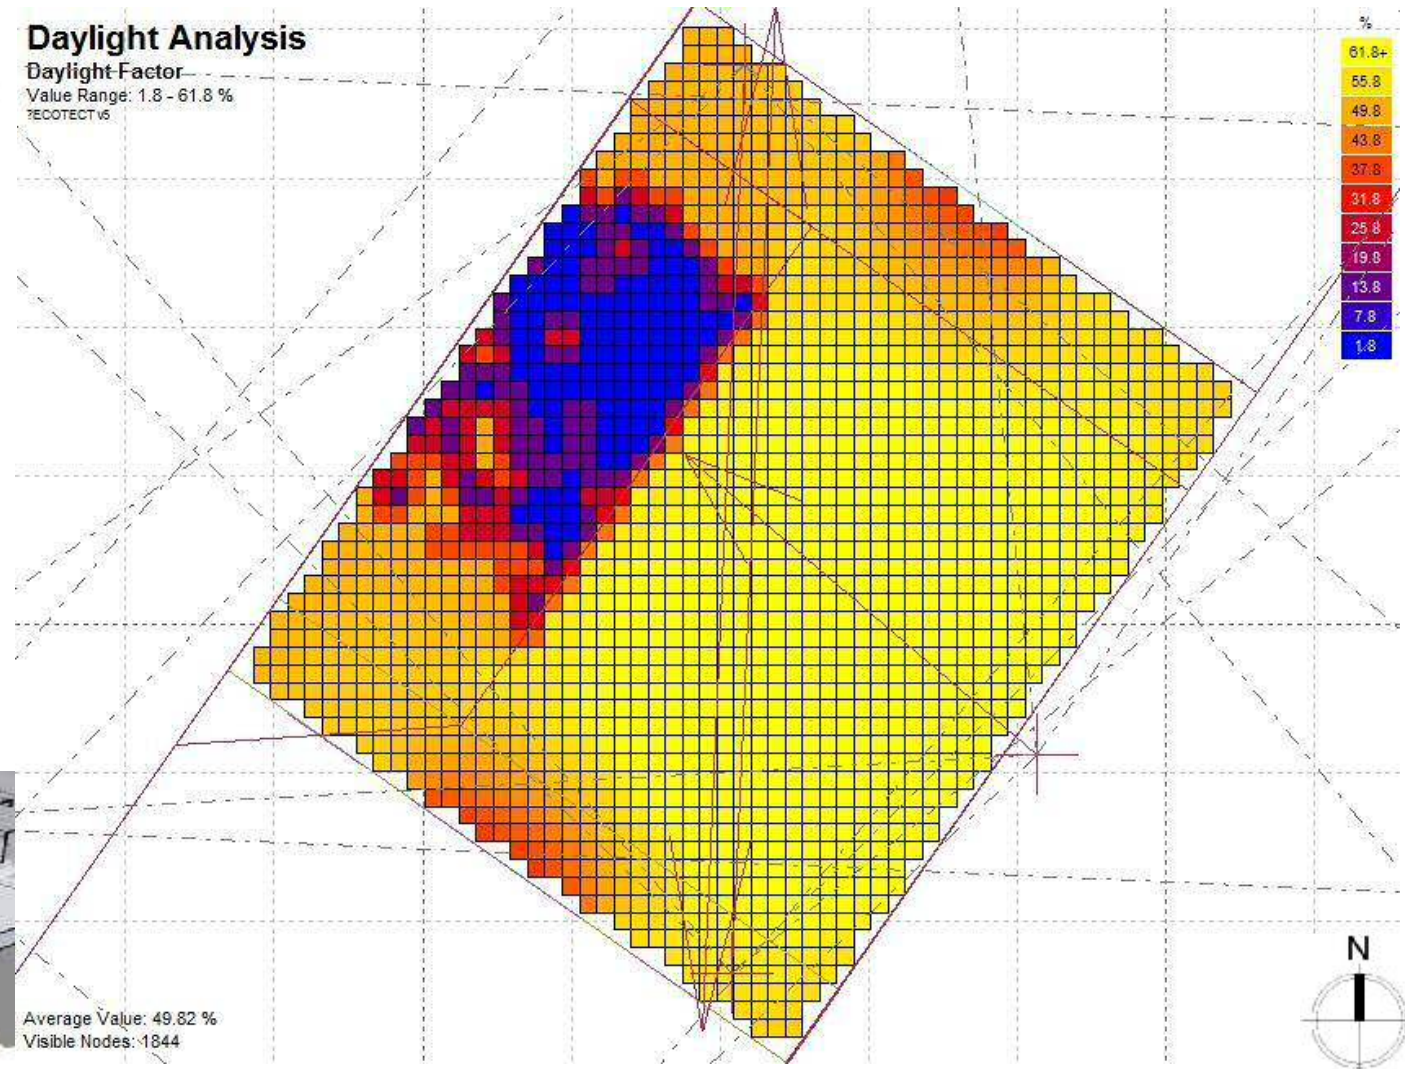 Daylight Analysis
Daylight Factor
Value Range: 1.8 - 61.8 %
?ECOTECT v5
%
61.8+
55.8
49.8
43.8
37.8
31.8
25.8
19.8
13.8
7.8
1.8
N
Average Value: 49.82 %
Visible Nodes: 1844